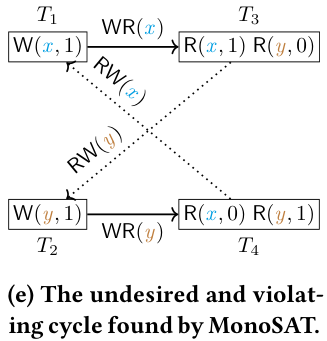 T1 T3
WR(x)
W(x, 1) R(x, 1) R(y, 0)
RW(x)
RW(y)
W(y, 1) R(x, 0) R(y, 1)
WR(y)
T2 T4
(e) The undesired and violat-
ing cycle found by MonoSAT.